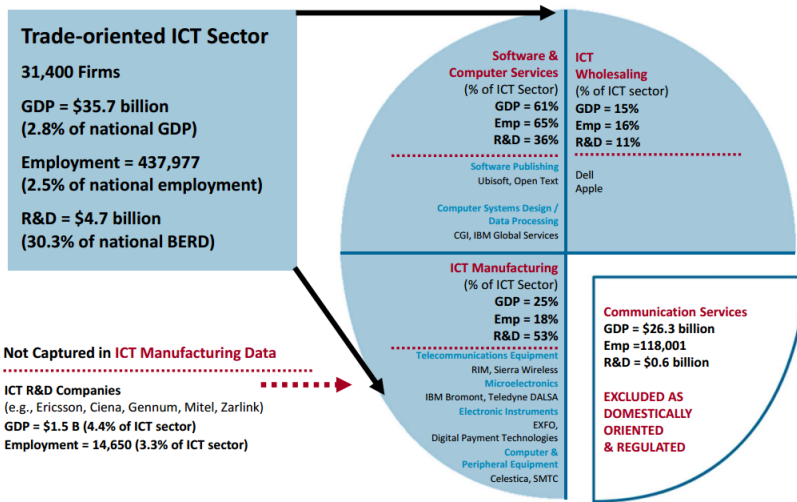 Trade-oriented ICT Sector
31,400 Firms
GDP = $35.7 billion
(2.8% of national GDP)
Employment = 437,977
(2.5% of national employment)
R&D = $4.7 billion
(30.3% of national BERD)
Software &
Computer Services
(% of ICT Sector)
GDP = 61%
Emp = 65%
R&D = 36%
Software Publishing
Ubisoft, Open Text
Computer Systems Design /
Data Processing
CGI, IBM Global Services
ICT
Wholesaling
(% of ICT sector)
GDP = 15%
Emp = 16%
R&D = 11%
Dell
Apple
ICT Manufacturing
(% of ICT Sector)
GDP = 25%
Emp = 18%
R&D = 53%
Telecommunications Equipment
RIM, Sierra Wireless
Microelectronics
IBM Bromont, Teledyne DALSA
Electronic Instruments
EXFO,
Digital Payment Technologies
Computer &
Peripheral Equipment
Celestica, SMTC
Communication Services
GDP = $26.3 billion
Emp =118,001
R&D = $0.6 billion
EXCLUDED AS
DOMESTICALLY
ORIENTED
& REGULATED
Not Captured in ICT Manufacturing Data
ICT R&D Companies
(e.g., Ericsson, Ciena, Gennum, Mitel, Zarlink)
GDP = $1.5 B (4.4% of ICT sector)
Employment = 14,650 (3.3% of ICT sector)